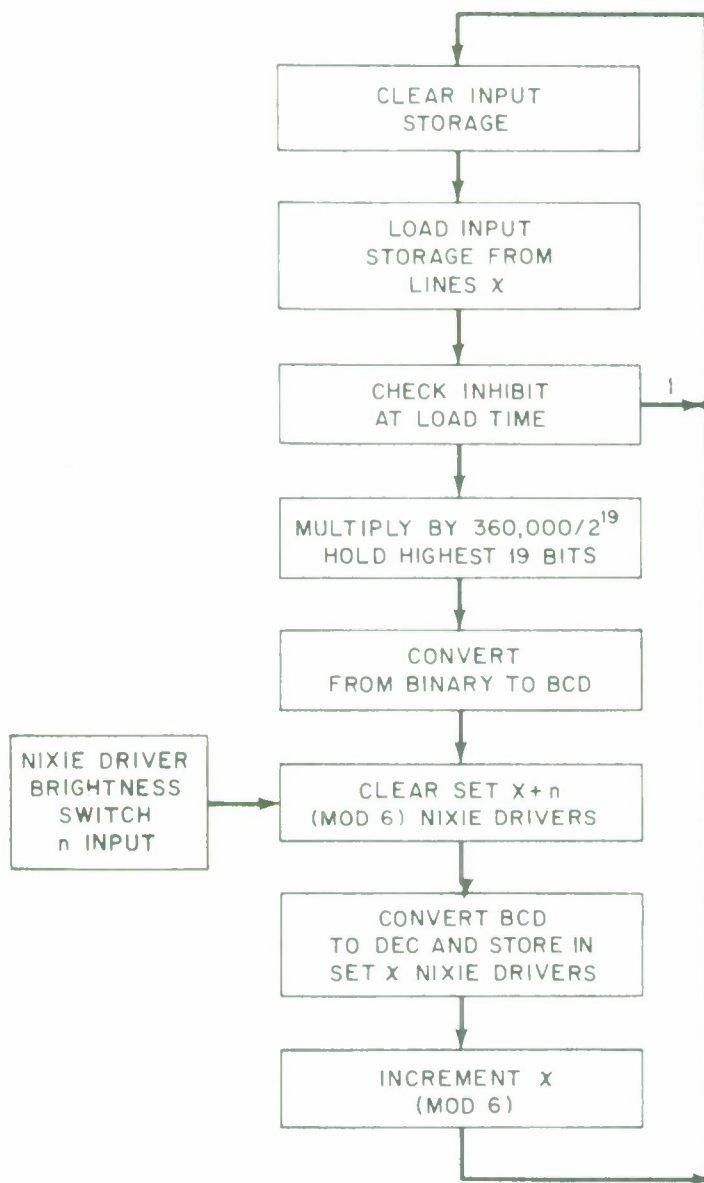 CLEAR INPUT
STORAGE
LOAD INPUT
STORAGE FROM
LINES X
CHECK INHIBIT
AT LOAD TIME
1
MULTIPLY BY 360,000/2¹⁹
HOLD HIGHEST 19 BITS
CONVERT
FROM BINARY TO BCD
NIXIE DRIVER
BRIGHTNESS
SWITCH
n INPUT
CLEAR SET X+n
(MOD 6) NIXIE DRIVERS
CONVERT BCD
TO DEC AND STORE IN
SET X NIXIE DRIVERS
INCREMENT X
(MOD 6)